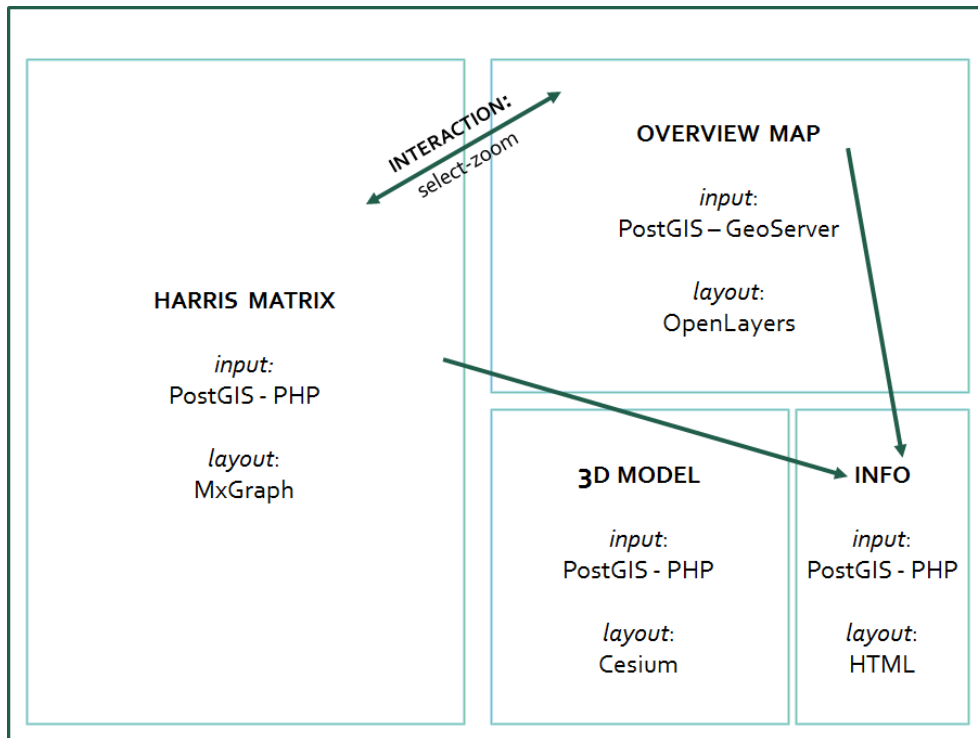 INTERACTION:
select-zoom
HARRIS MATRIX
input:
PostGIS - PHP
layout:
MxGraph
OVERVIEW MAP
input:
PostGIS – GeoServer
layout:
OpenLayers
3D MODEL
input:
PostGIS - PHP
layout:
Cesium
INFO
input:
PostGIS - PHP
layout:
HTML